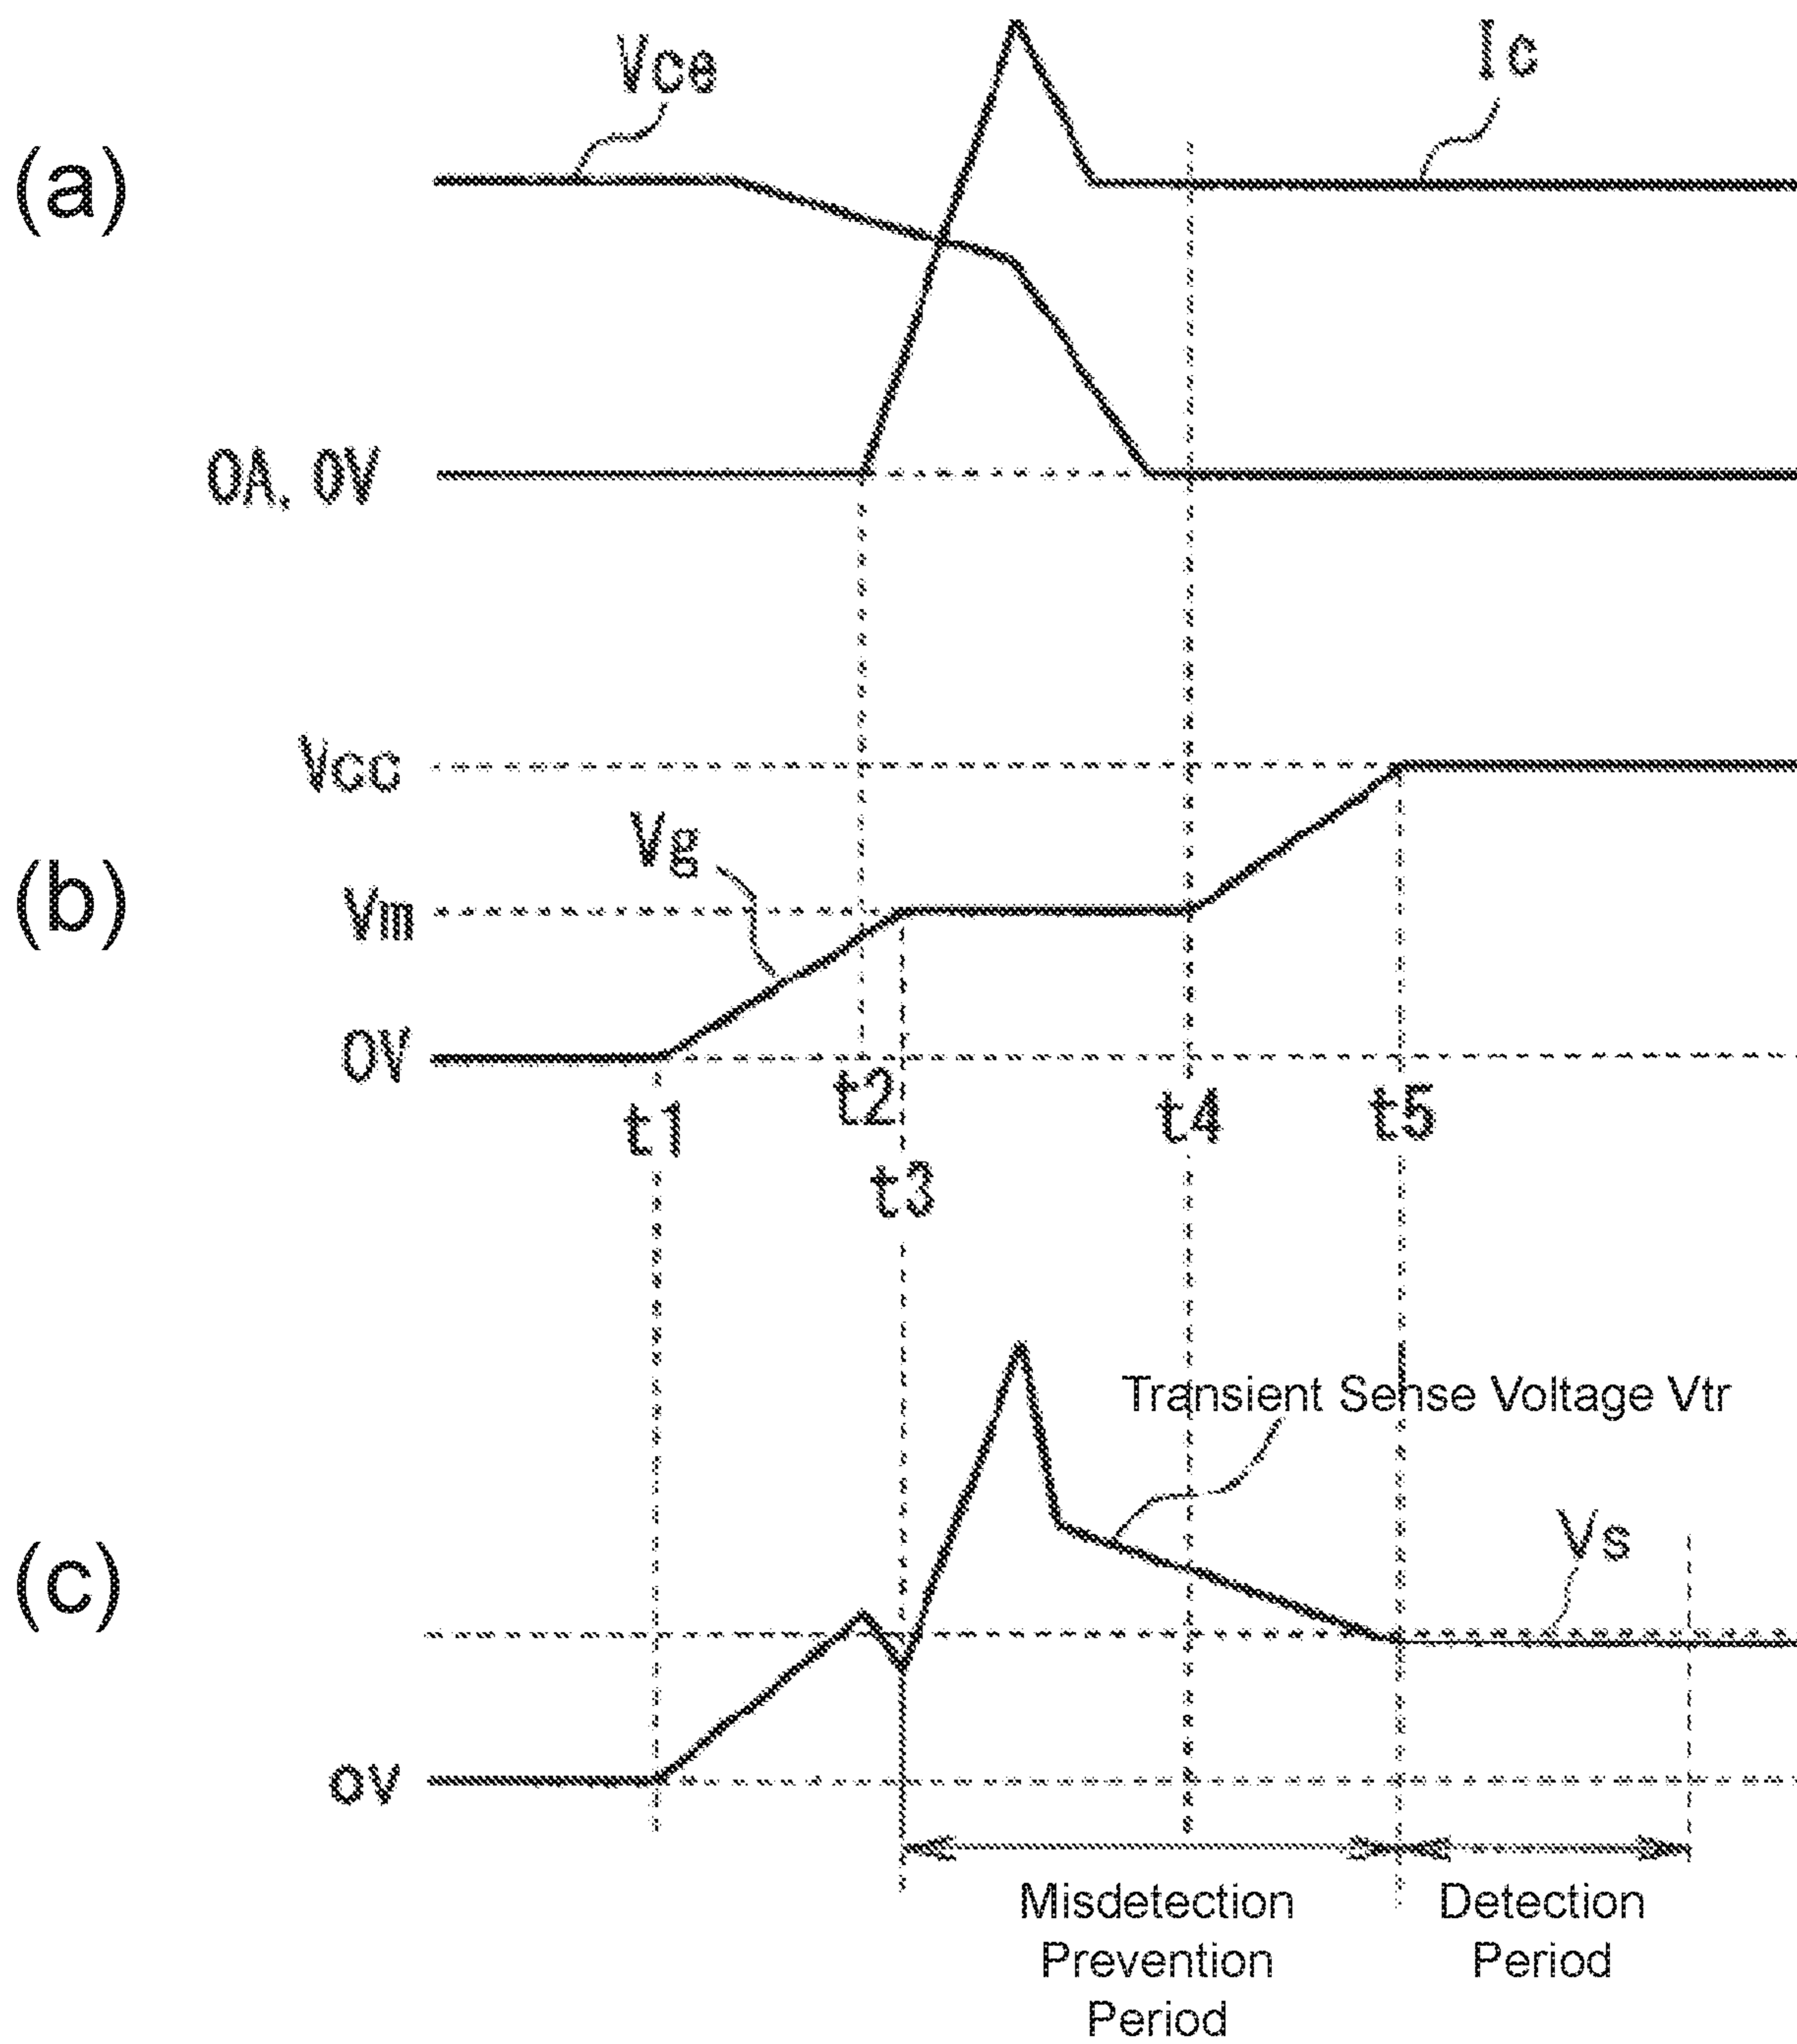 Vce
Ic
(a)
0A, 0V
Vcc
Vg
(b)
Vm
0V
t1
t2
t3
t4
t5
Transient Sense Voltage Vtr
Vs
(c)
0V
Misdetection
Prevention
Period
Detection
Period